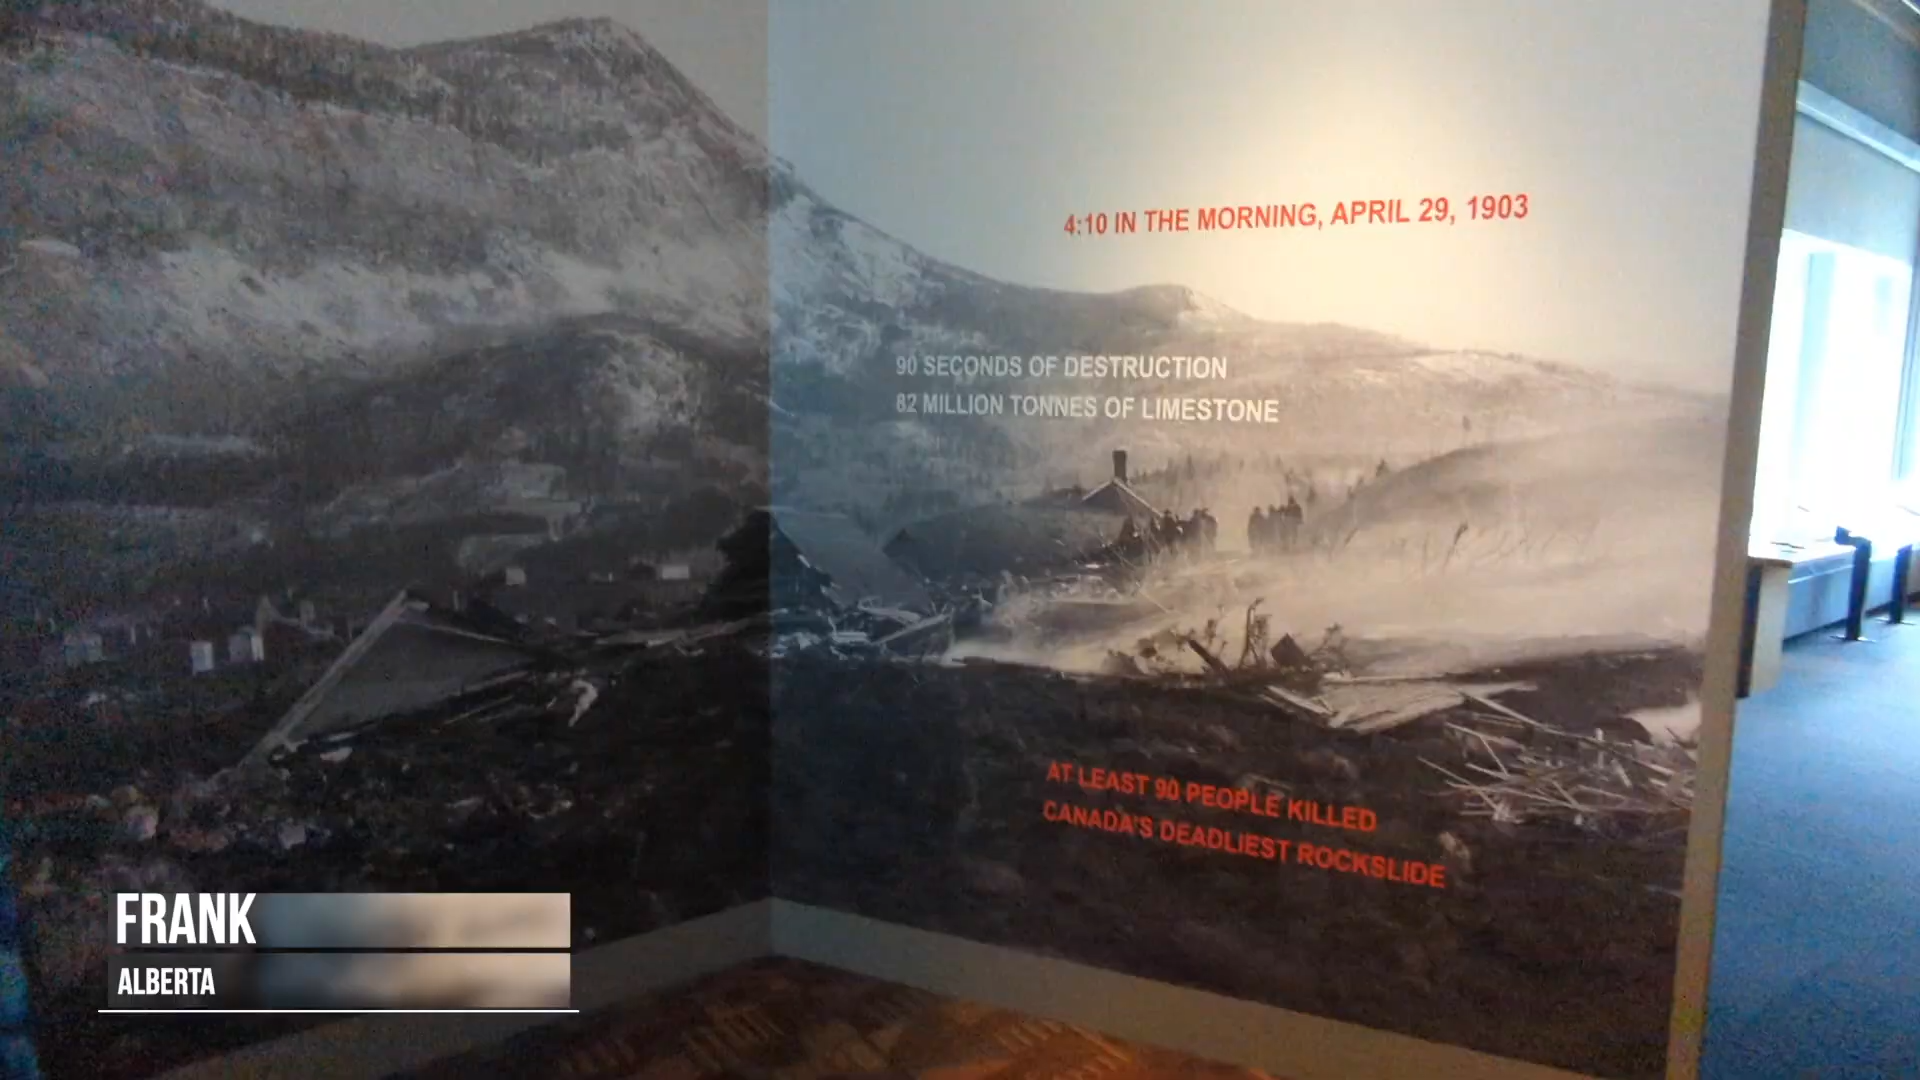 4:10 IN THE MORNING, APRIL 29, 1903
90 SECONDS OF DESTRUCTION
82 MILLION TONNES OF LIMESTONE
AT LEAST 90 PEOPLE KILLED
CANADA'S DEADLIEST ROCKSLIDE
FRANK
ALBERTA